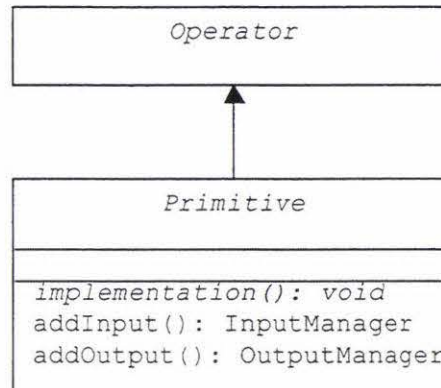 Operator
Primitive
implementation(): void
addInput(): InputManager
addOutput(): OutputManager